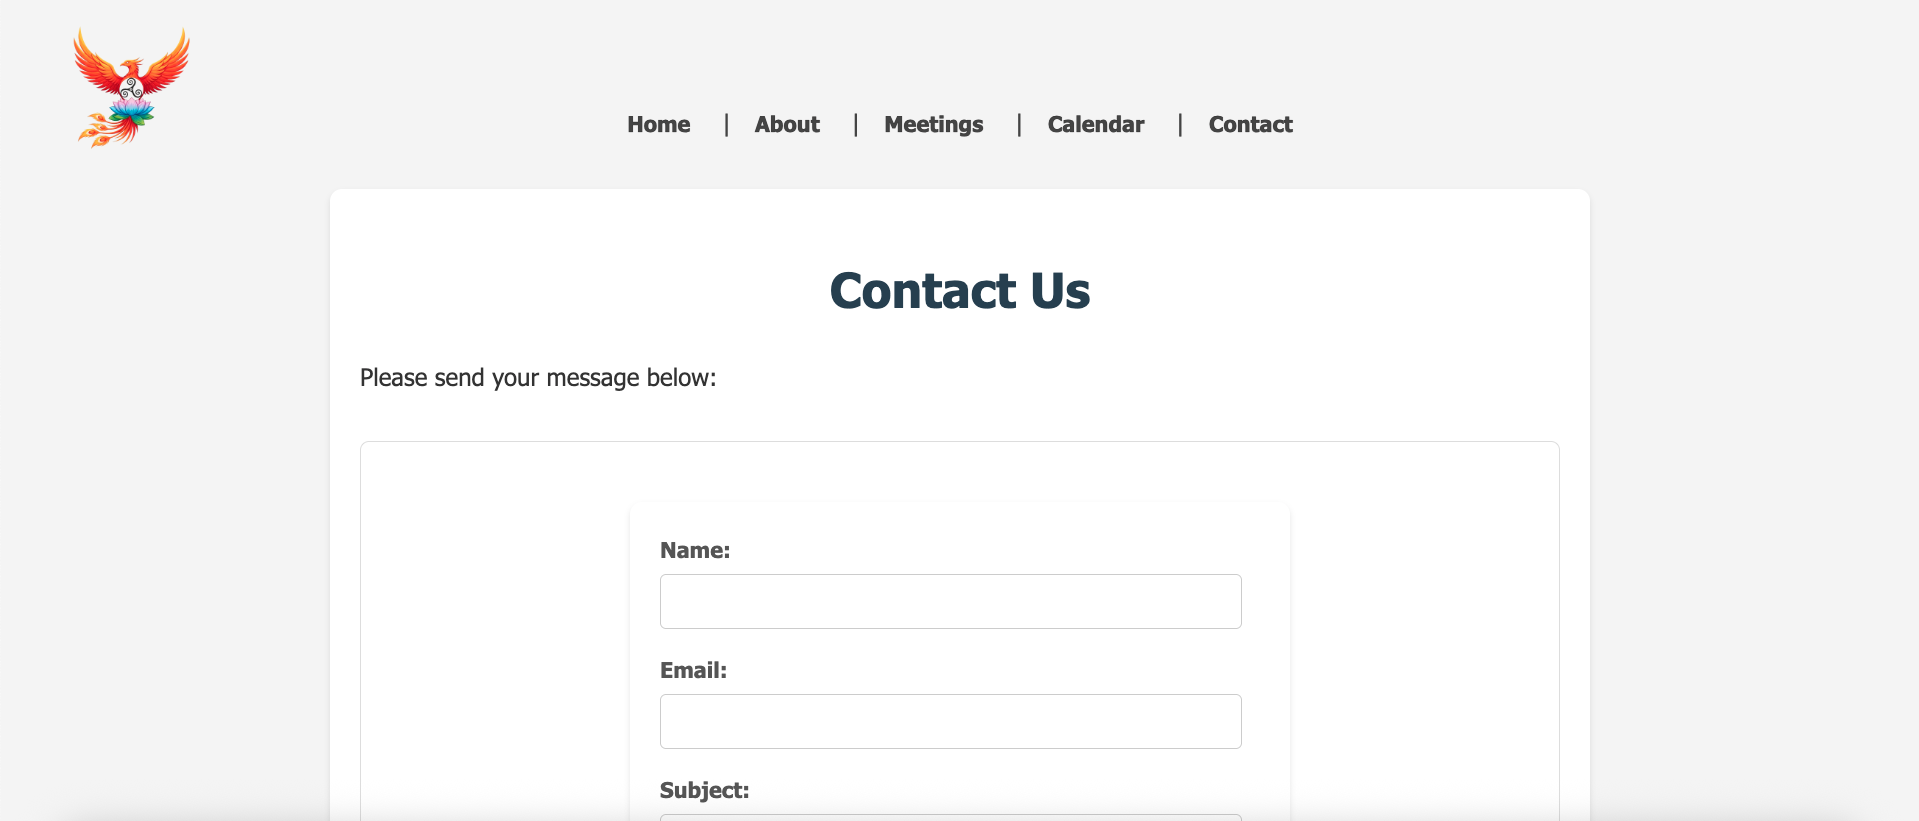 Home | About | Meetings | Calendar | Contact
Contact Us
Please send your message below:
Name:
Email:
Subject: